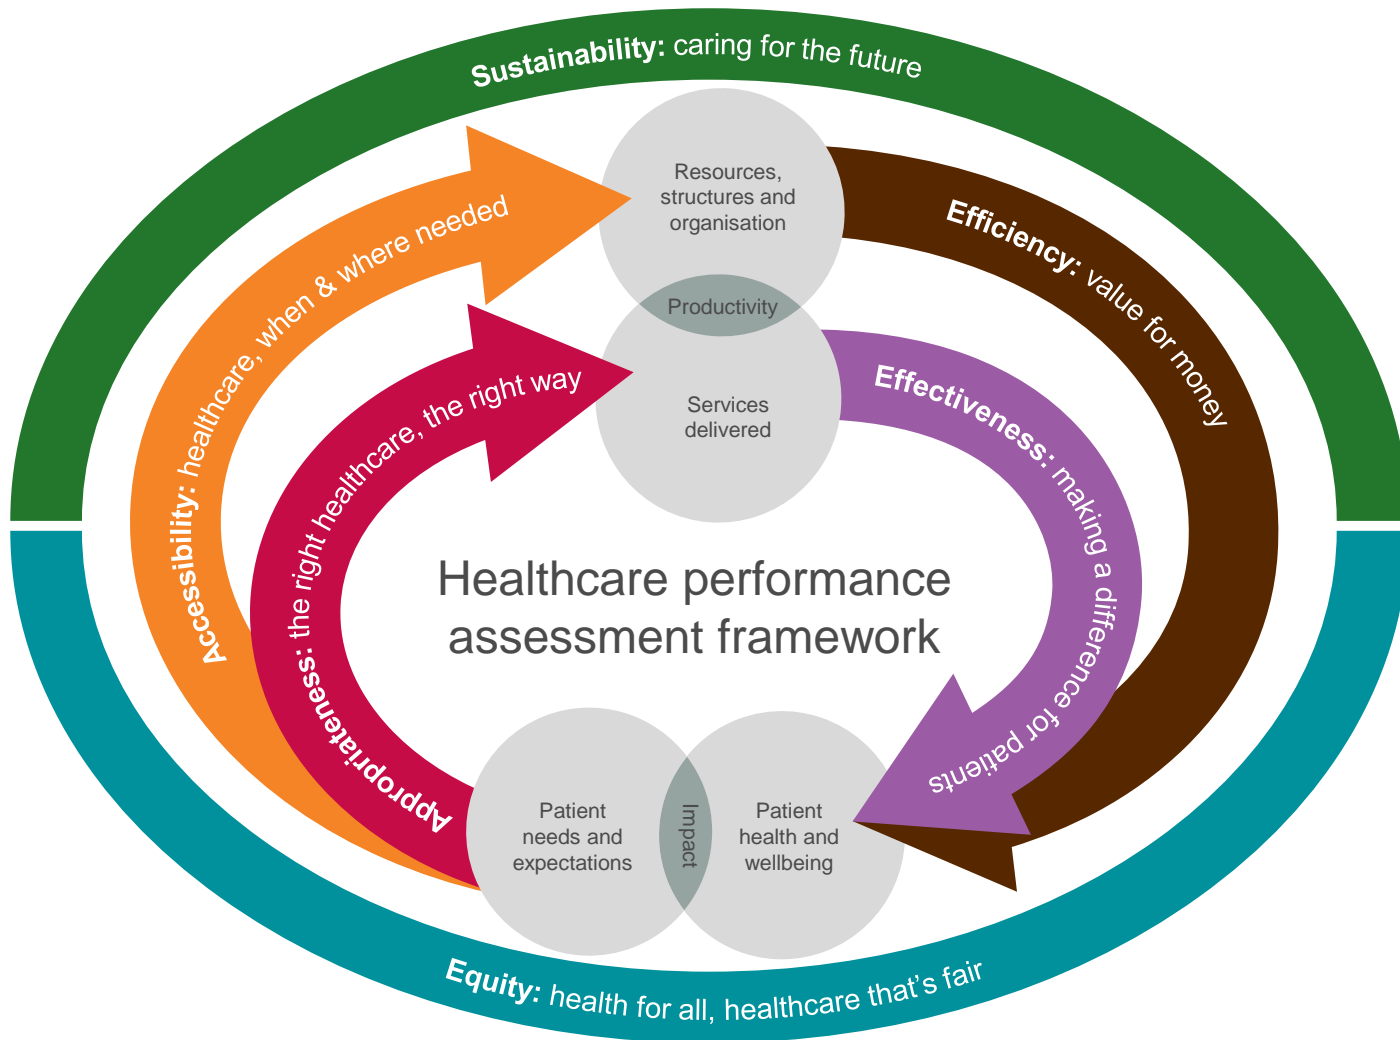 Sustainability: caring for the future
Resources,
structures and
organisation
Accessibility: healthcare, when & where needed
Efficiency: value for money
Productivity
Appropriateness: the right healthcare, the right way
Services
delivered
Effectiveness: making a difference for patients
Healthcare performance
assessment framework
Patient
needs and
expectations
Impact
Patient
health and
wellbeing
Equity: health for all, healthcare that's fair